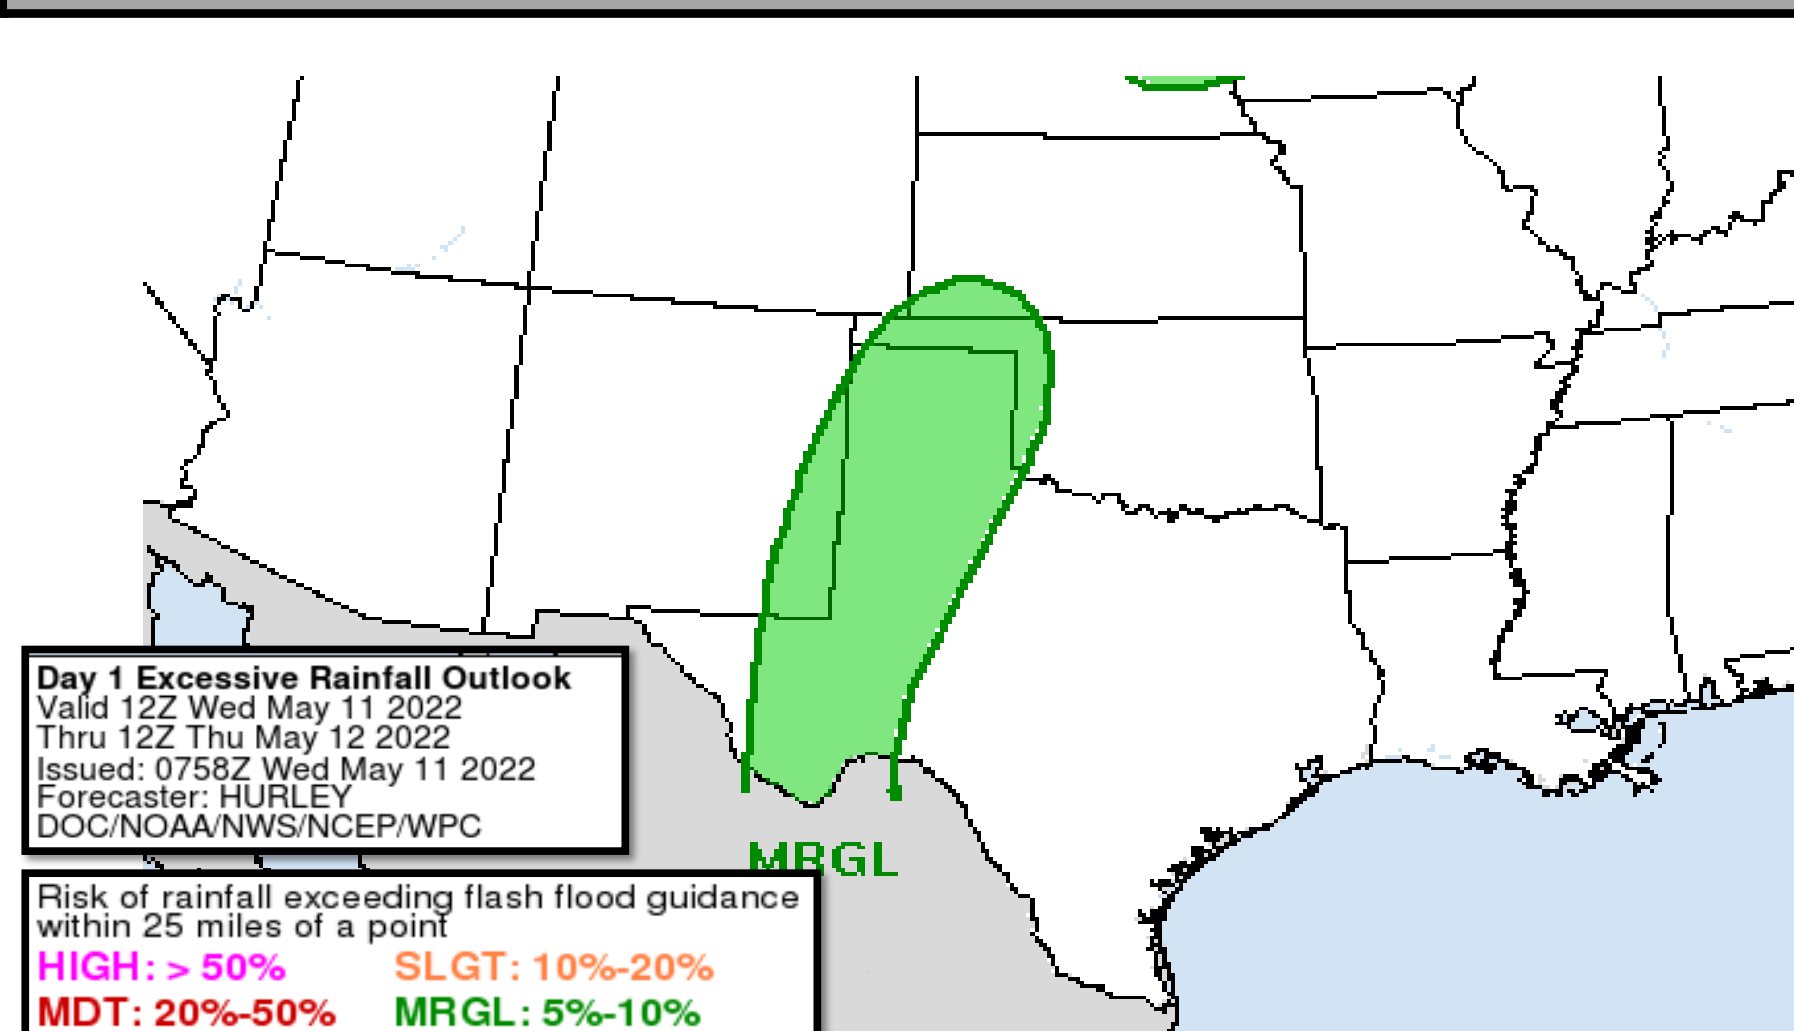 Day 1 Excessive Rainfall Outlook
Valid 12Z Wed May 11 2022
Thru 12Z Thu May 12 2022
Issued: 0758Z Wed May 11 2022
Forecaster: HURLEY
DOC/NOAA/NWS/NCEP/WPC
MRGL
Risk of rainfall exceeding flash flood guidance
within 25 miles of a point
HIGH: > 50% SLGT: 10%-20%
MDT: 20%-50% MRGL: 5%-10%